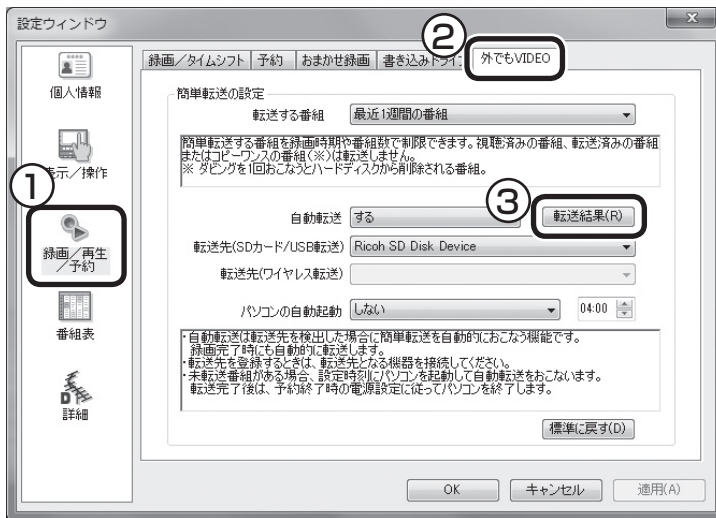 設定ウィンドウ
②
録画／タイムシフト 予約 おまかせ録画 書き込みドライ 外でもVIDEO
個人情報
簡単転送の設定
転送する番組 最近1週間の番組
簡単転送する番組を録画時期や番組数で制限できます。視聴済みの番組、転送済みの番組
またはコピーワンスの番組(※)は転送しません。
※ ダビングを1回おこなうとハードディスクから削除される番組。
表示／操作
①
③
自動転送 する 転送結果(R)
録画／再生
／予約
転送先(SDカード/USB転送) Ricoh SD Disk Device
転送先(ワイヤレス転送)
パソコンの自動起動 しない 04:00
番組表
・自動転送は転送先を検出した場合に簡単転送を自動的におこなう機能です。
録画完了時にも自動的に転送します。
・転送先を登録するときは、転送先となる機器を接続してください。
・未転送番組がある場合、設定時刻にパソコンを起動して自動転送をおこないます。
転送完了後は、予約終了時の電源設定に従ってパソコンを終了します。
詳細
標準に戻す(D)
OK キャンセル 適用(A)